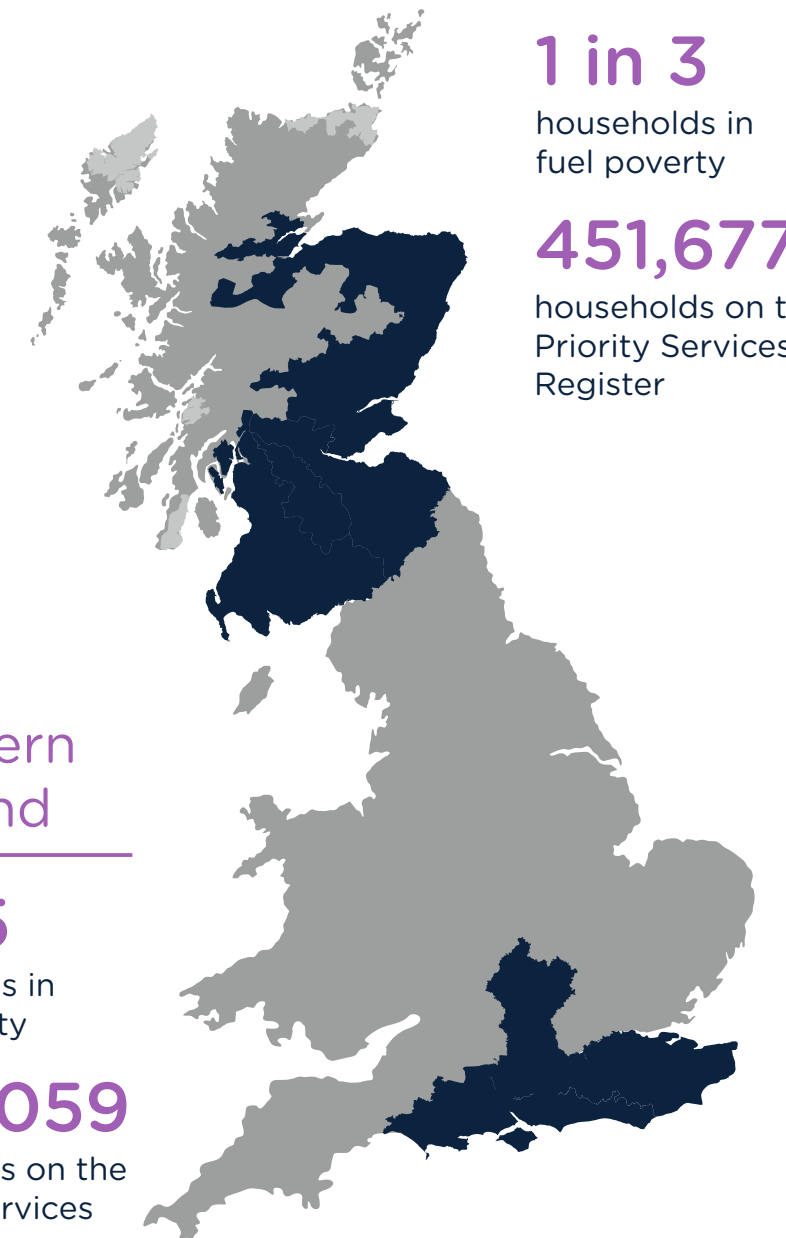 1 in 3
households in
fuel poverty
451,677
households on t
Priority Services
Register
ern
nd
5
s in
ty
059
s on the
rvices